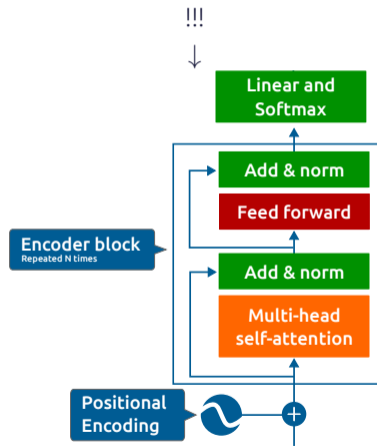 !!!
Linear and
Softmax
Add & norm
Feed forward
Encoder block
Repeated N times
Add & norm
Multi-head
self-attention
Positional
Encoding